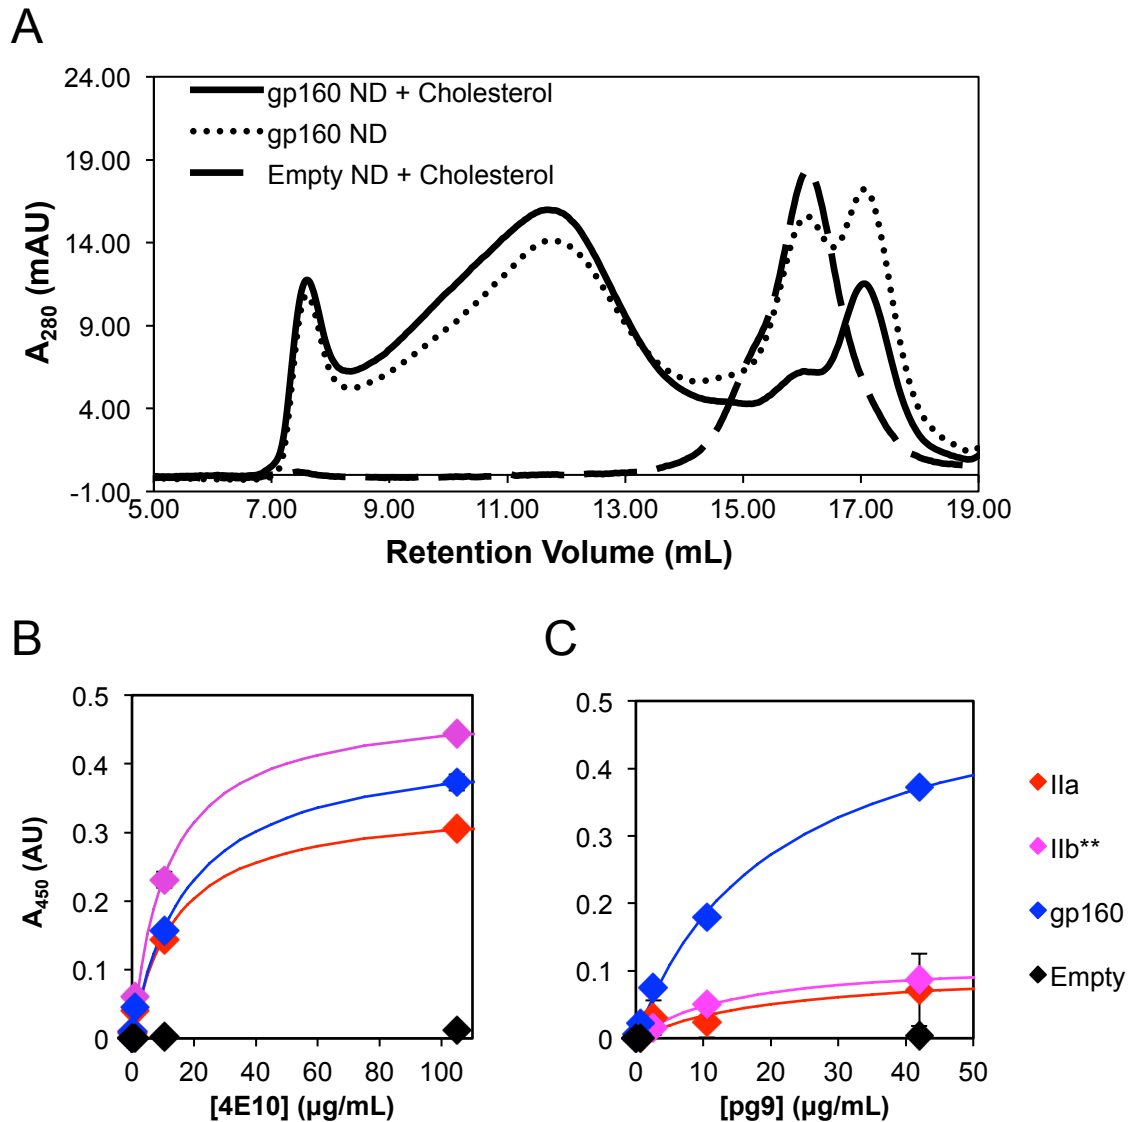 A
24.00
19.00
14.00
9.00
4.00
-1.00
gp160 ND + Cholesterol
gp160 ND
Empty ND + Cholesterol
A280 (mAU)
5.00 7.00 9.00 11.00 13.00 15.00 17.00 19.00
Retention Volume (mL)
B
0.5
0.4
0.3
0.2
0.1
0
A450 (AU)
0 20 40 60 80 100
[4E10] (µg/mL)
C
0.5
0.4
0.3
0.2
0.1
0
0 10 20 30 40 50
[pg9] (µg/mL)
IIa
IIb**
gp160
Empty